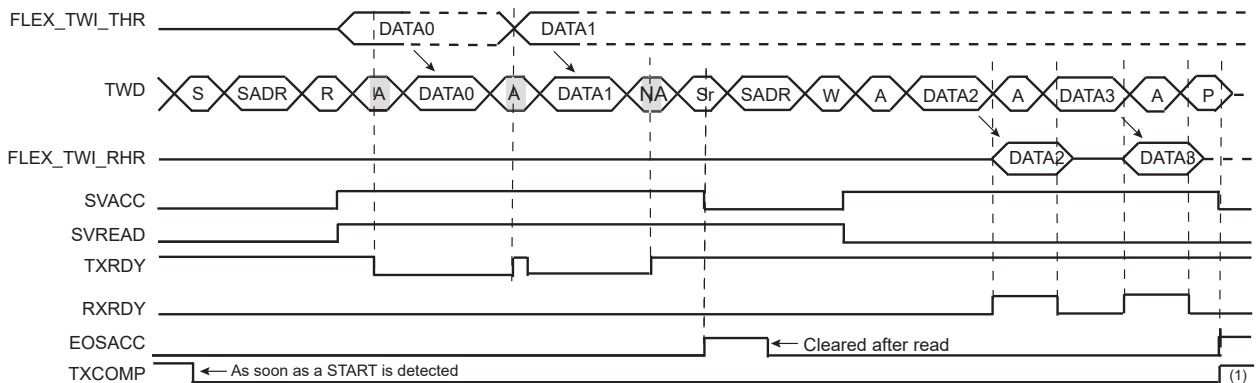 FLEX_TWI_THR DATA0 DATA1
TWD S SADR R A DATA0 A DATA1 NA Sr SADR W A DATA2 A DATA3 A P
FLEX_TWI_RHR DATA2 DATA3
SVACC
SVREAD
TXRDY
RXRDY
EOSACC Cleared after read
TXCOMP As soon as a START is detected (1)